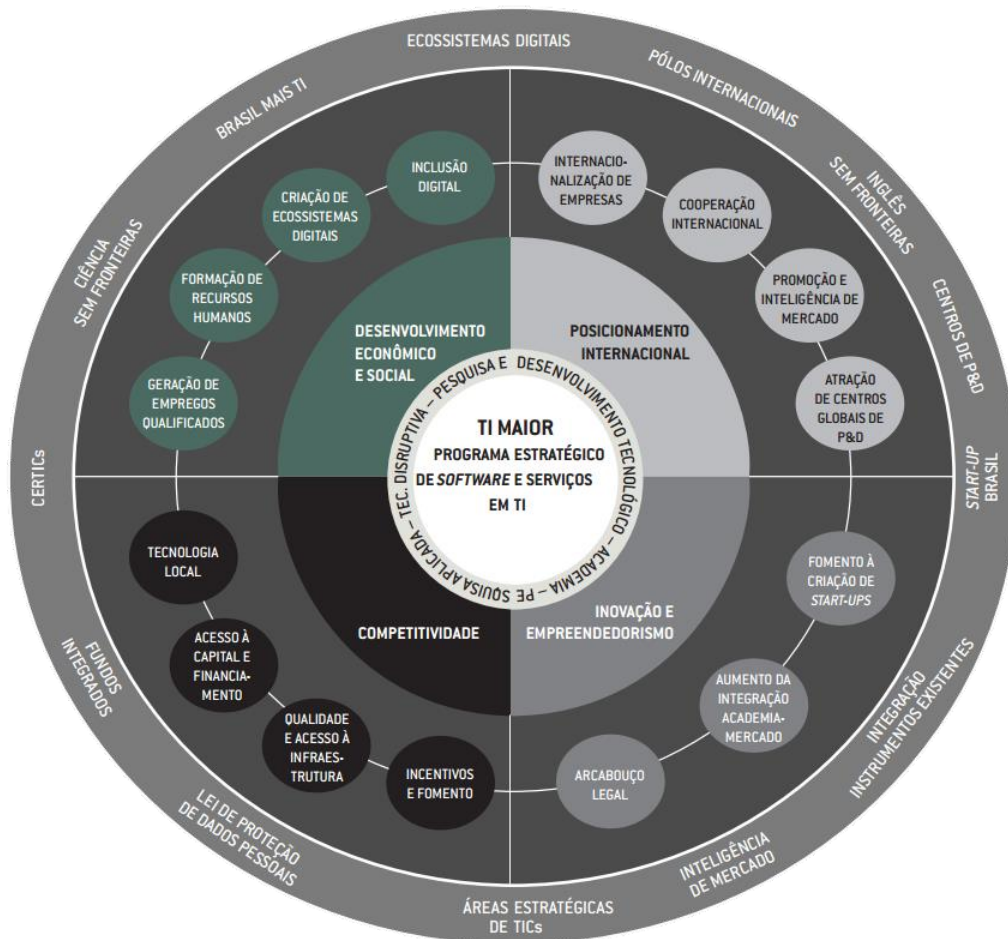 ECOSSISTEMAS DIGITAIS
PÓLOS INTERNACIONAIS
INGLÊS
SEM FRONTEIRAS
CENTROS DE P&D
START-UP
BRASIL
INTEGRAÇÃO
INSTRUMENTOS EXISTENTES
INTELIGÊNCIA
DE MERCADO
ÁREAS ESTRATÉGICAS
DE TICs
LEI DE PROTEÇÃO
DE DADOS PESSOAIS
FUNDOS
INTEGRADOS
CERTICs
CIÊNCIA
SEM FRONTEIRAS
BRASIL MAIS TI
INCLUSÃO
DIGITAL
CRIAÇÃO DE
ECOSSISTEMAS
DIGITAIS
FORMAÇÃO DE
RECURSOS
HUMANOS
GERAÇÃO DE
EMPREGOS
QUALIFICADOS
INTERNACIO-
NALIZAÇÃO DE
EMPRESAS
COOPERAÇÃO
INTERNACIONAL
PROMOÇÃO E
INTELIGÊNCIA DE
MERCADO
ATRAÇÃO
DE CENTROS
GLOBAIS DE
P&D
DESENVOLVIMENTO
ECONÔMICO
E SOCIAL
POSICIONAMENTO
INTERNACIONAL
TEC. DISRUPTIVA – PESQUISA E DESENVOLVIMENTO TECNOLÓGICO – ACADEMIA – PE SQUISA APLICADA –
TI MAIOR
PROGRAMA ESTRATÉGICO
DE SOFTWARE E SERVIÇOS
EM TI
COMPETITIVIDADE
INOVAÇÃO E
EMPREENDEDORISMO
TECNOLOGIA
LOCAL
ACESSO À
CAPITAL E
FINANCIA-
MENTO
QUALIDADE
E ACESSO À
INFRAES-
TRUTURA
INCENTIVOS
E FOMENTO
FOMENTO À
CRIAÇÃO DE
START-UPS
AUMENTO DA
INTEGRAÇÃO
ACADEMIA-
MERCADO
ARCABOUÇO
LEGAL